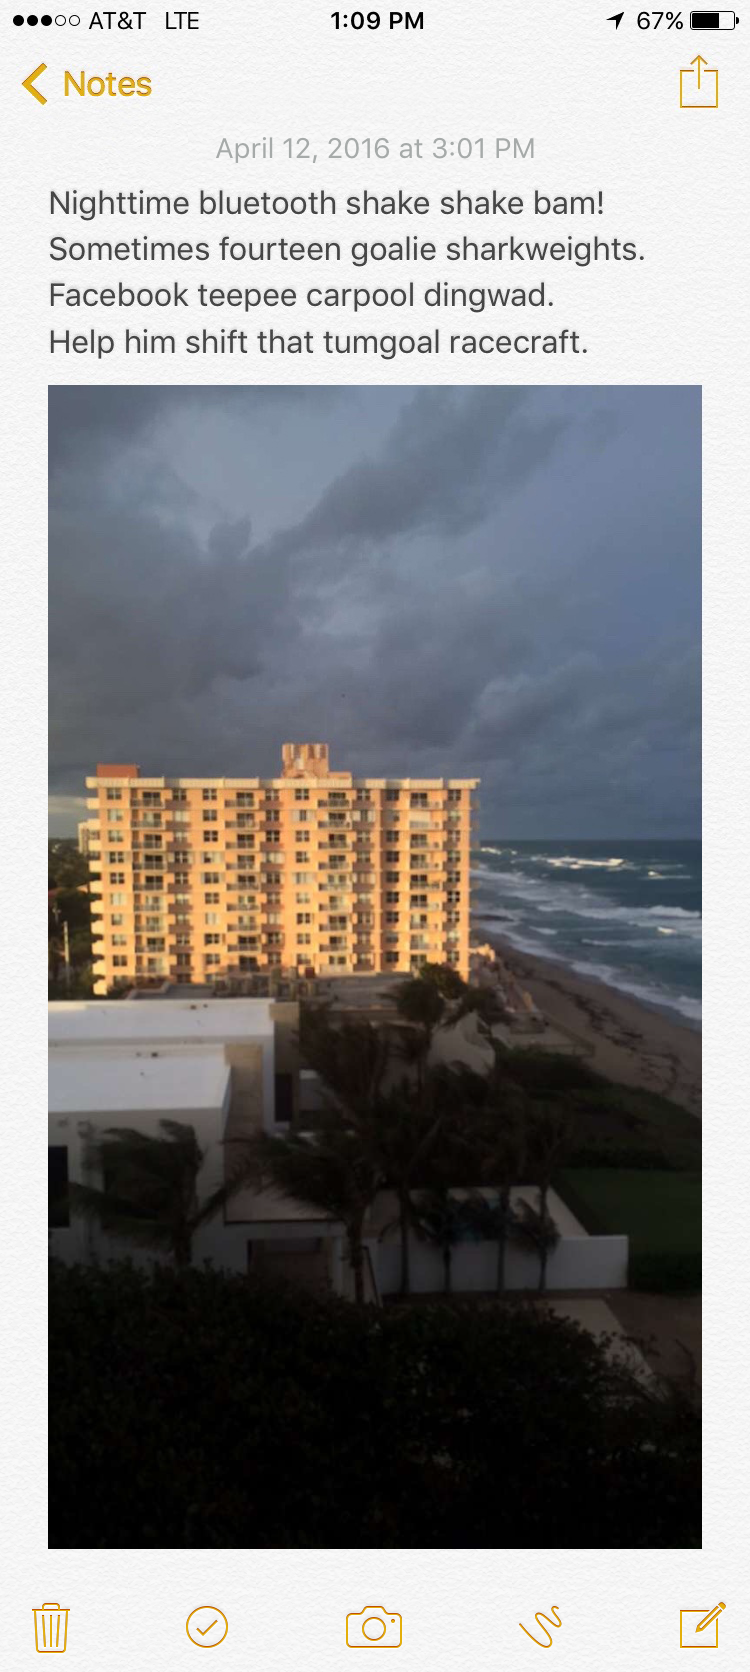 AT&T LTE 1:09 PM 67%
Notes
April 12, 2016 at 3:01 PM
Nighttime bluetooth shake shake bam!
Sometimes fourteen goalie sharkweights.
Facebook teepee carpool dingwad.
Help him shift that tumgoal racecraft.